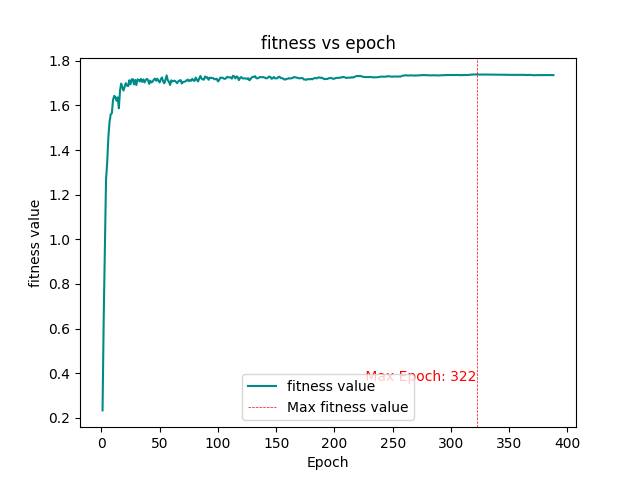 fitness vs epoch
1.8
1.6
1.4
1.2
1.0
0.8
0.6
0.4
0.2
fitness value
Max Epoch: 322
fitness value
Max fitness value
0 50 100 150 200 250 300 350 400
Epoch